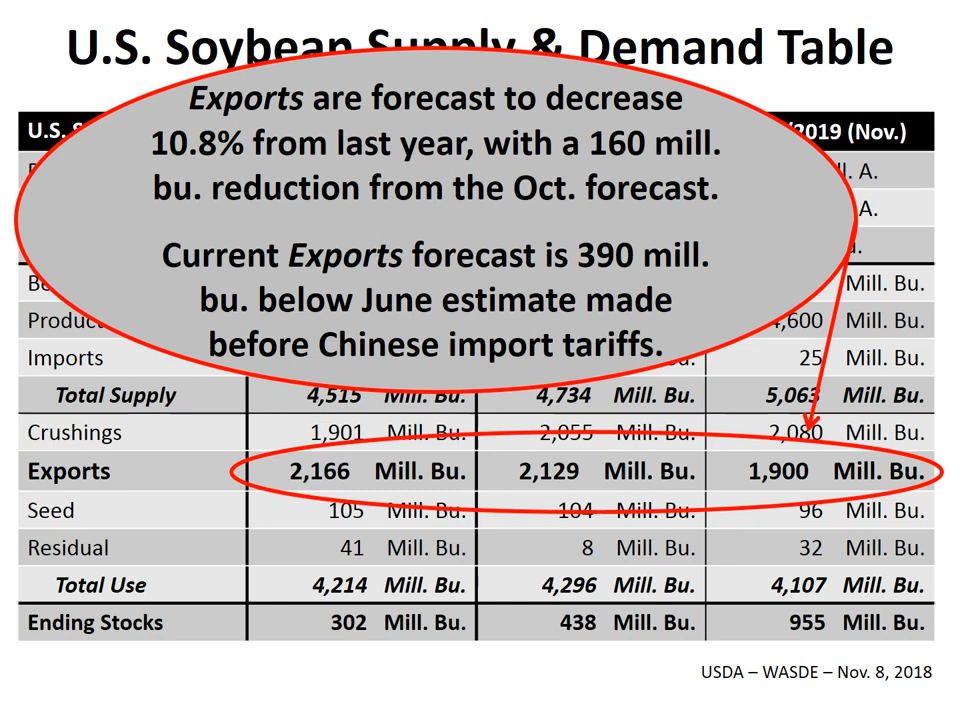 U.S. Soybean Supply & Demand Table
Exports are forecast to decrease
10.8% from last year, with a 160 mill.
bu. reduction from the Oct. forecast.
Current Exports forecast is 390 mill.
bu. below June estimate made
before Chinese import tariffs.
U.S. /2019 (Nov.)
A.
A.
Mill. Bu.
4,600 Mill. Bu.
Imports 25 Mill. Bu.
Total Supply 4,515 Mill. Bu. 4,734 Mill. Bu. 5,063 Mill. Bu.
Crushings 1,901 Mill. Bu. 2,055 Mill. Bu. 2,080 Mill. Bu.
Exports 2,166 Mill. Bu. 2,129 Mill. Bu. 1,900 Mill. Bu.
Seed 105 Mill. Bu. 104 Mill. Bu. 96 Mill. Bu.
Residual 41 Mill. Bu. 8 Mill. Bu. 32 Mill. Bu.
Total Use 4,214 Mill. Bu. 4,296 Mill. Bu. 4,107 Mill. Bu.
Ending Stocks 302 Mill. Bu. 438 Mill. Bu. 955 Mill. Bu.
USDA – WASDE – Nov. 8, 2018